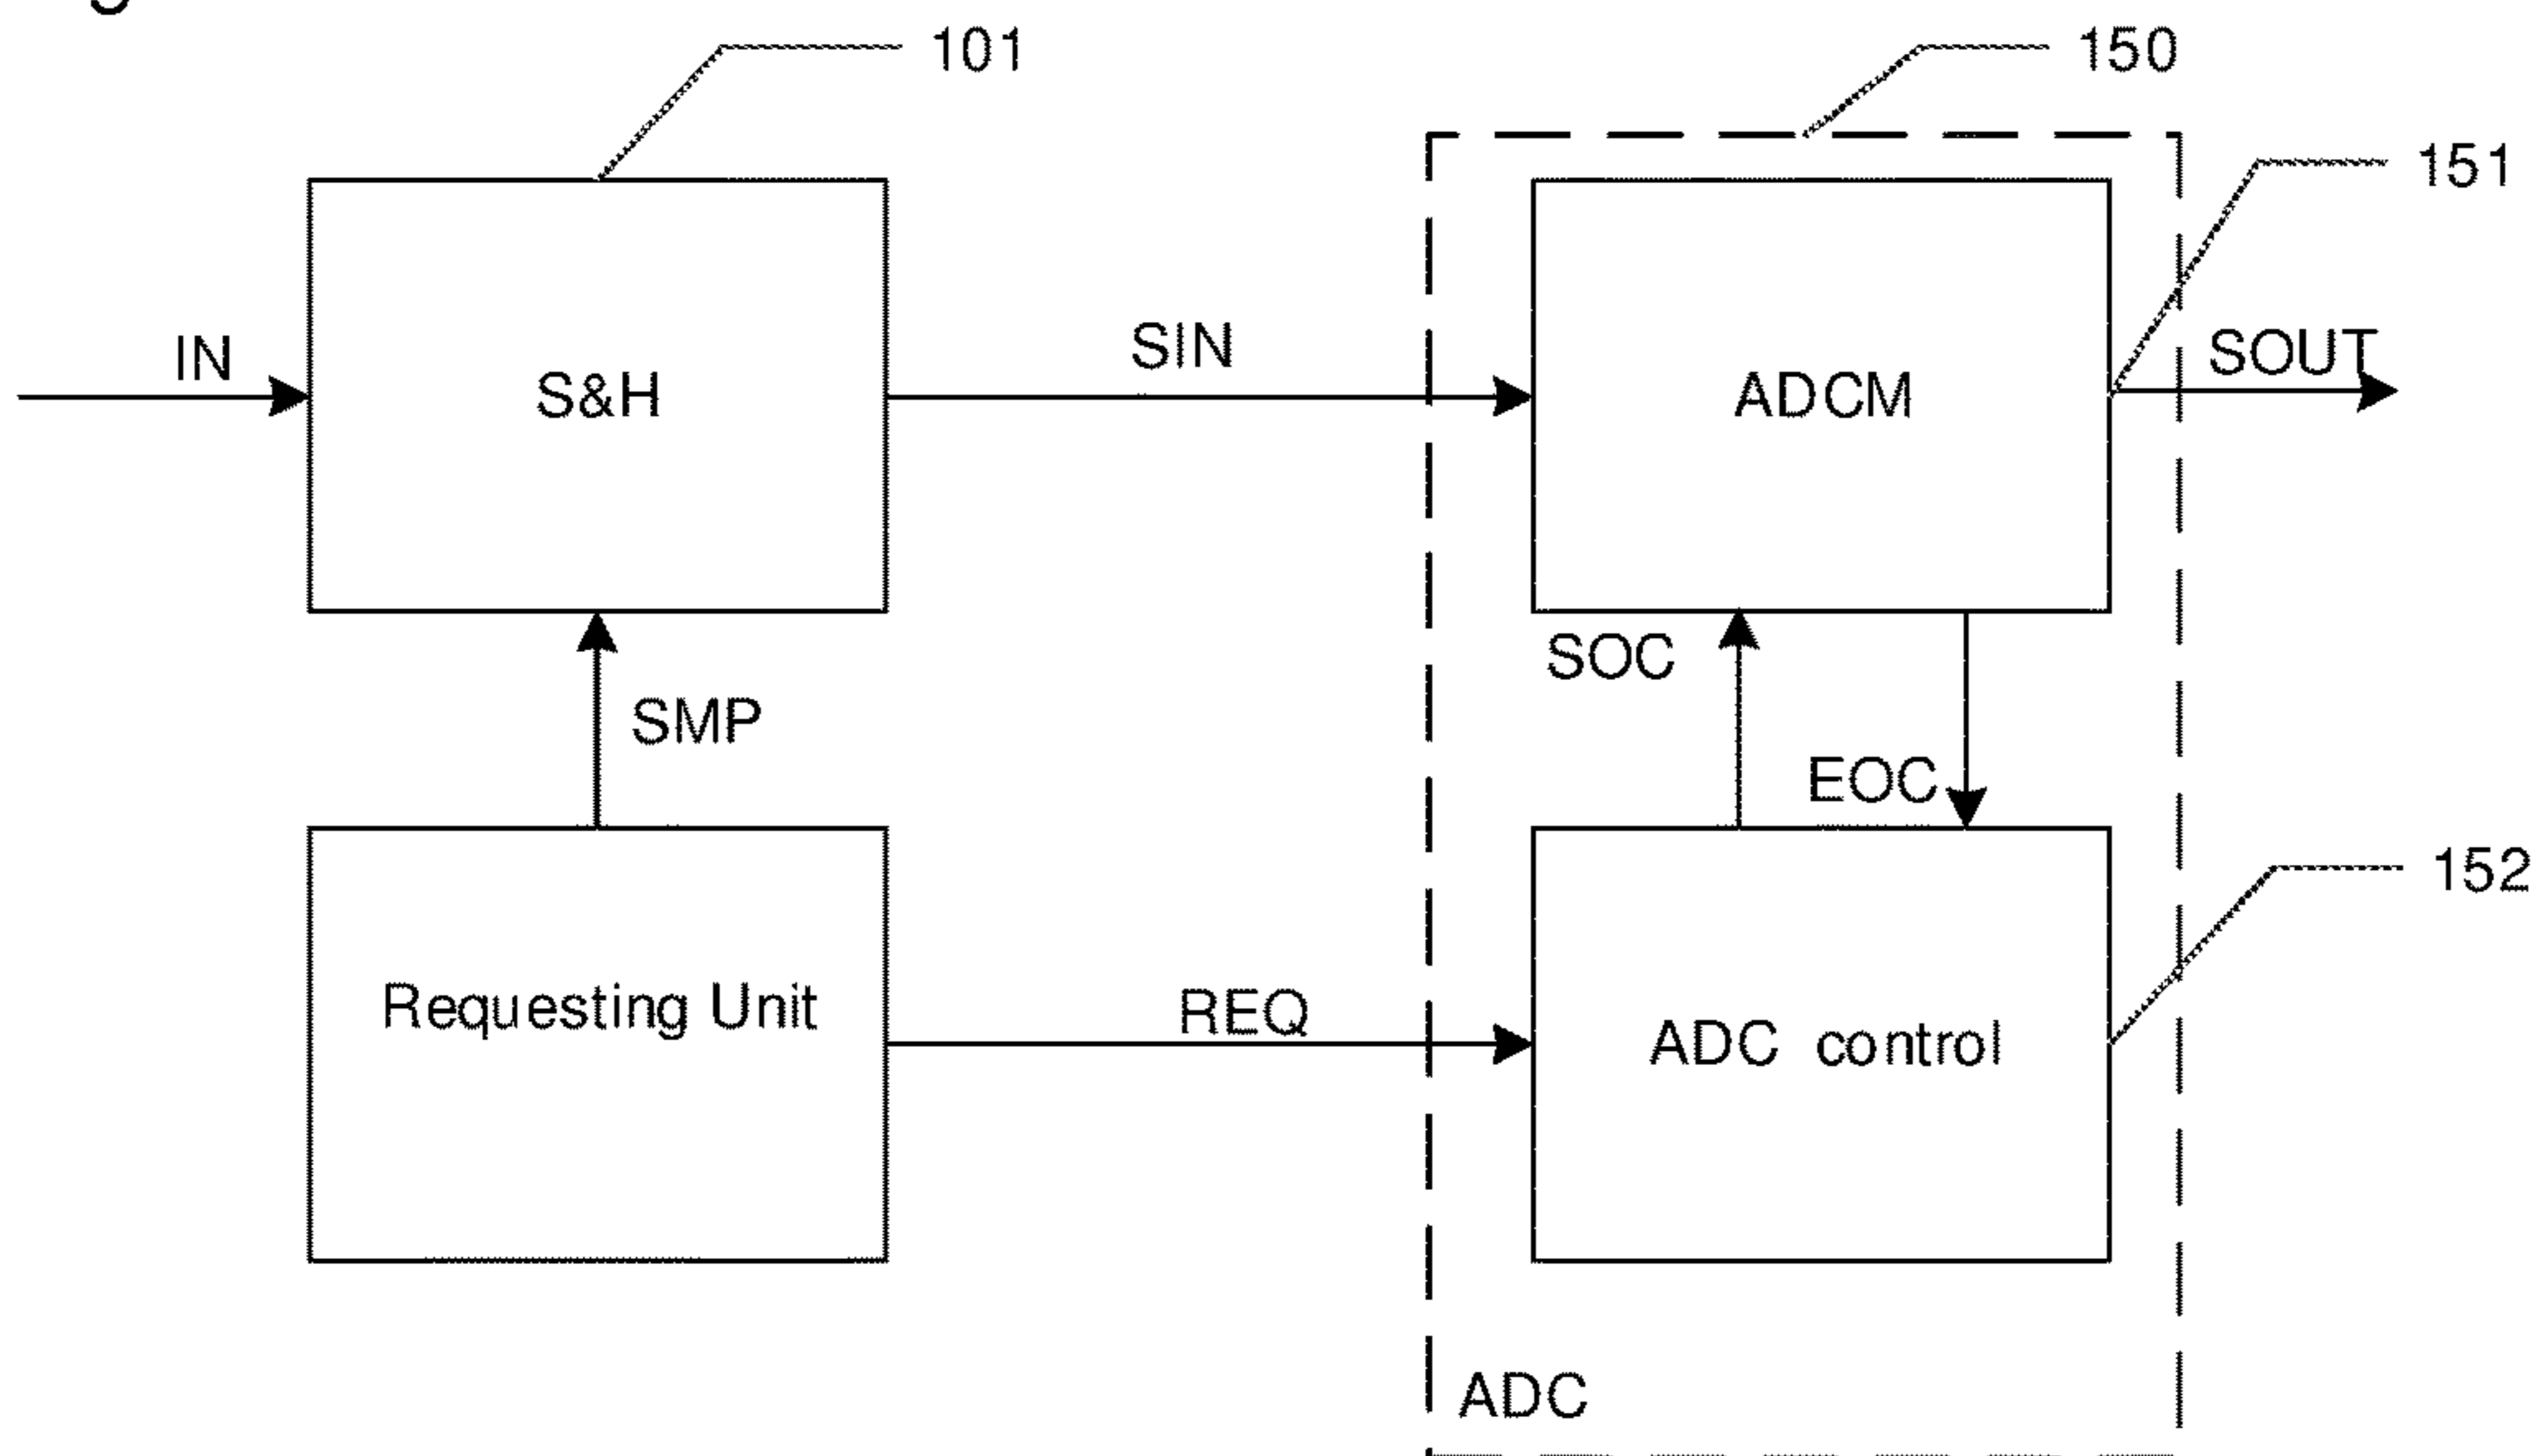 101
150
151
IN
S&H
SIN
ADCM
SOUT
SOC
SMP
EOC
152
Requesting Unit
REQ
ADC control
ADC